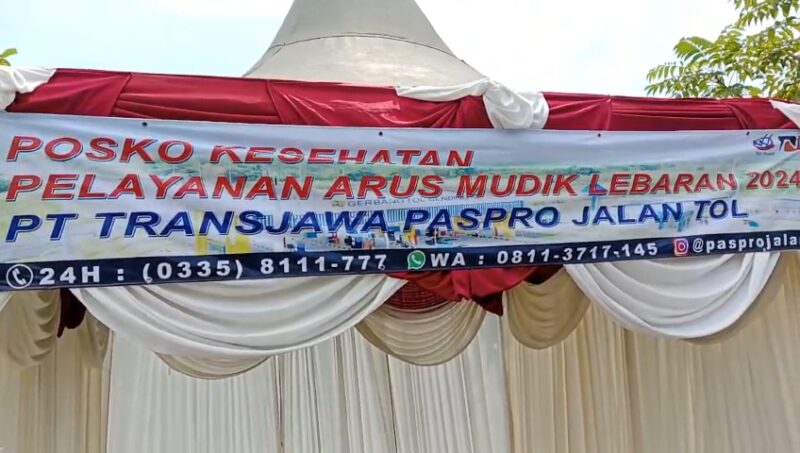 POSKO KESEHATAN
PELAYANAN ARUS MUDIK LEBARAN 2024
PT TRANSJAWA PASPRO JALAN TOL
24H : (0335) 8111-777 WA : 0811-3717-145 @pasprojala